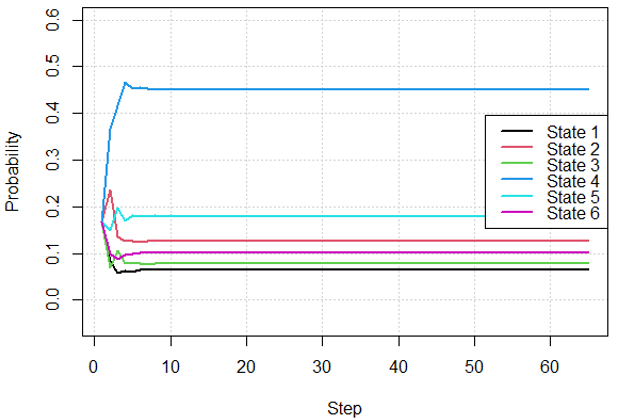 Probability
0.6
0.5
0.4
0.3
0.2
0.1
0.0
State 1
State 2
State 3
State 4
State 5
State 6
0 10 20 30 40 50 60
Step